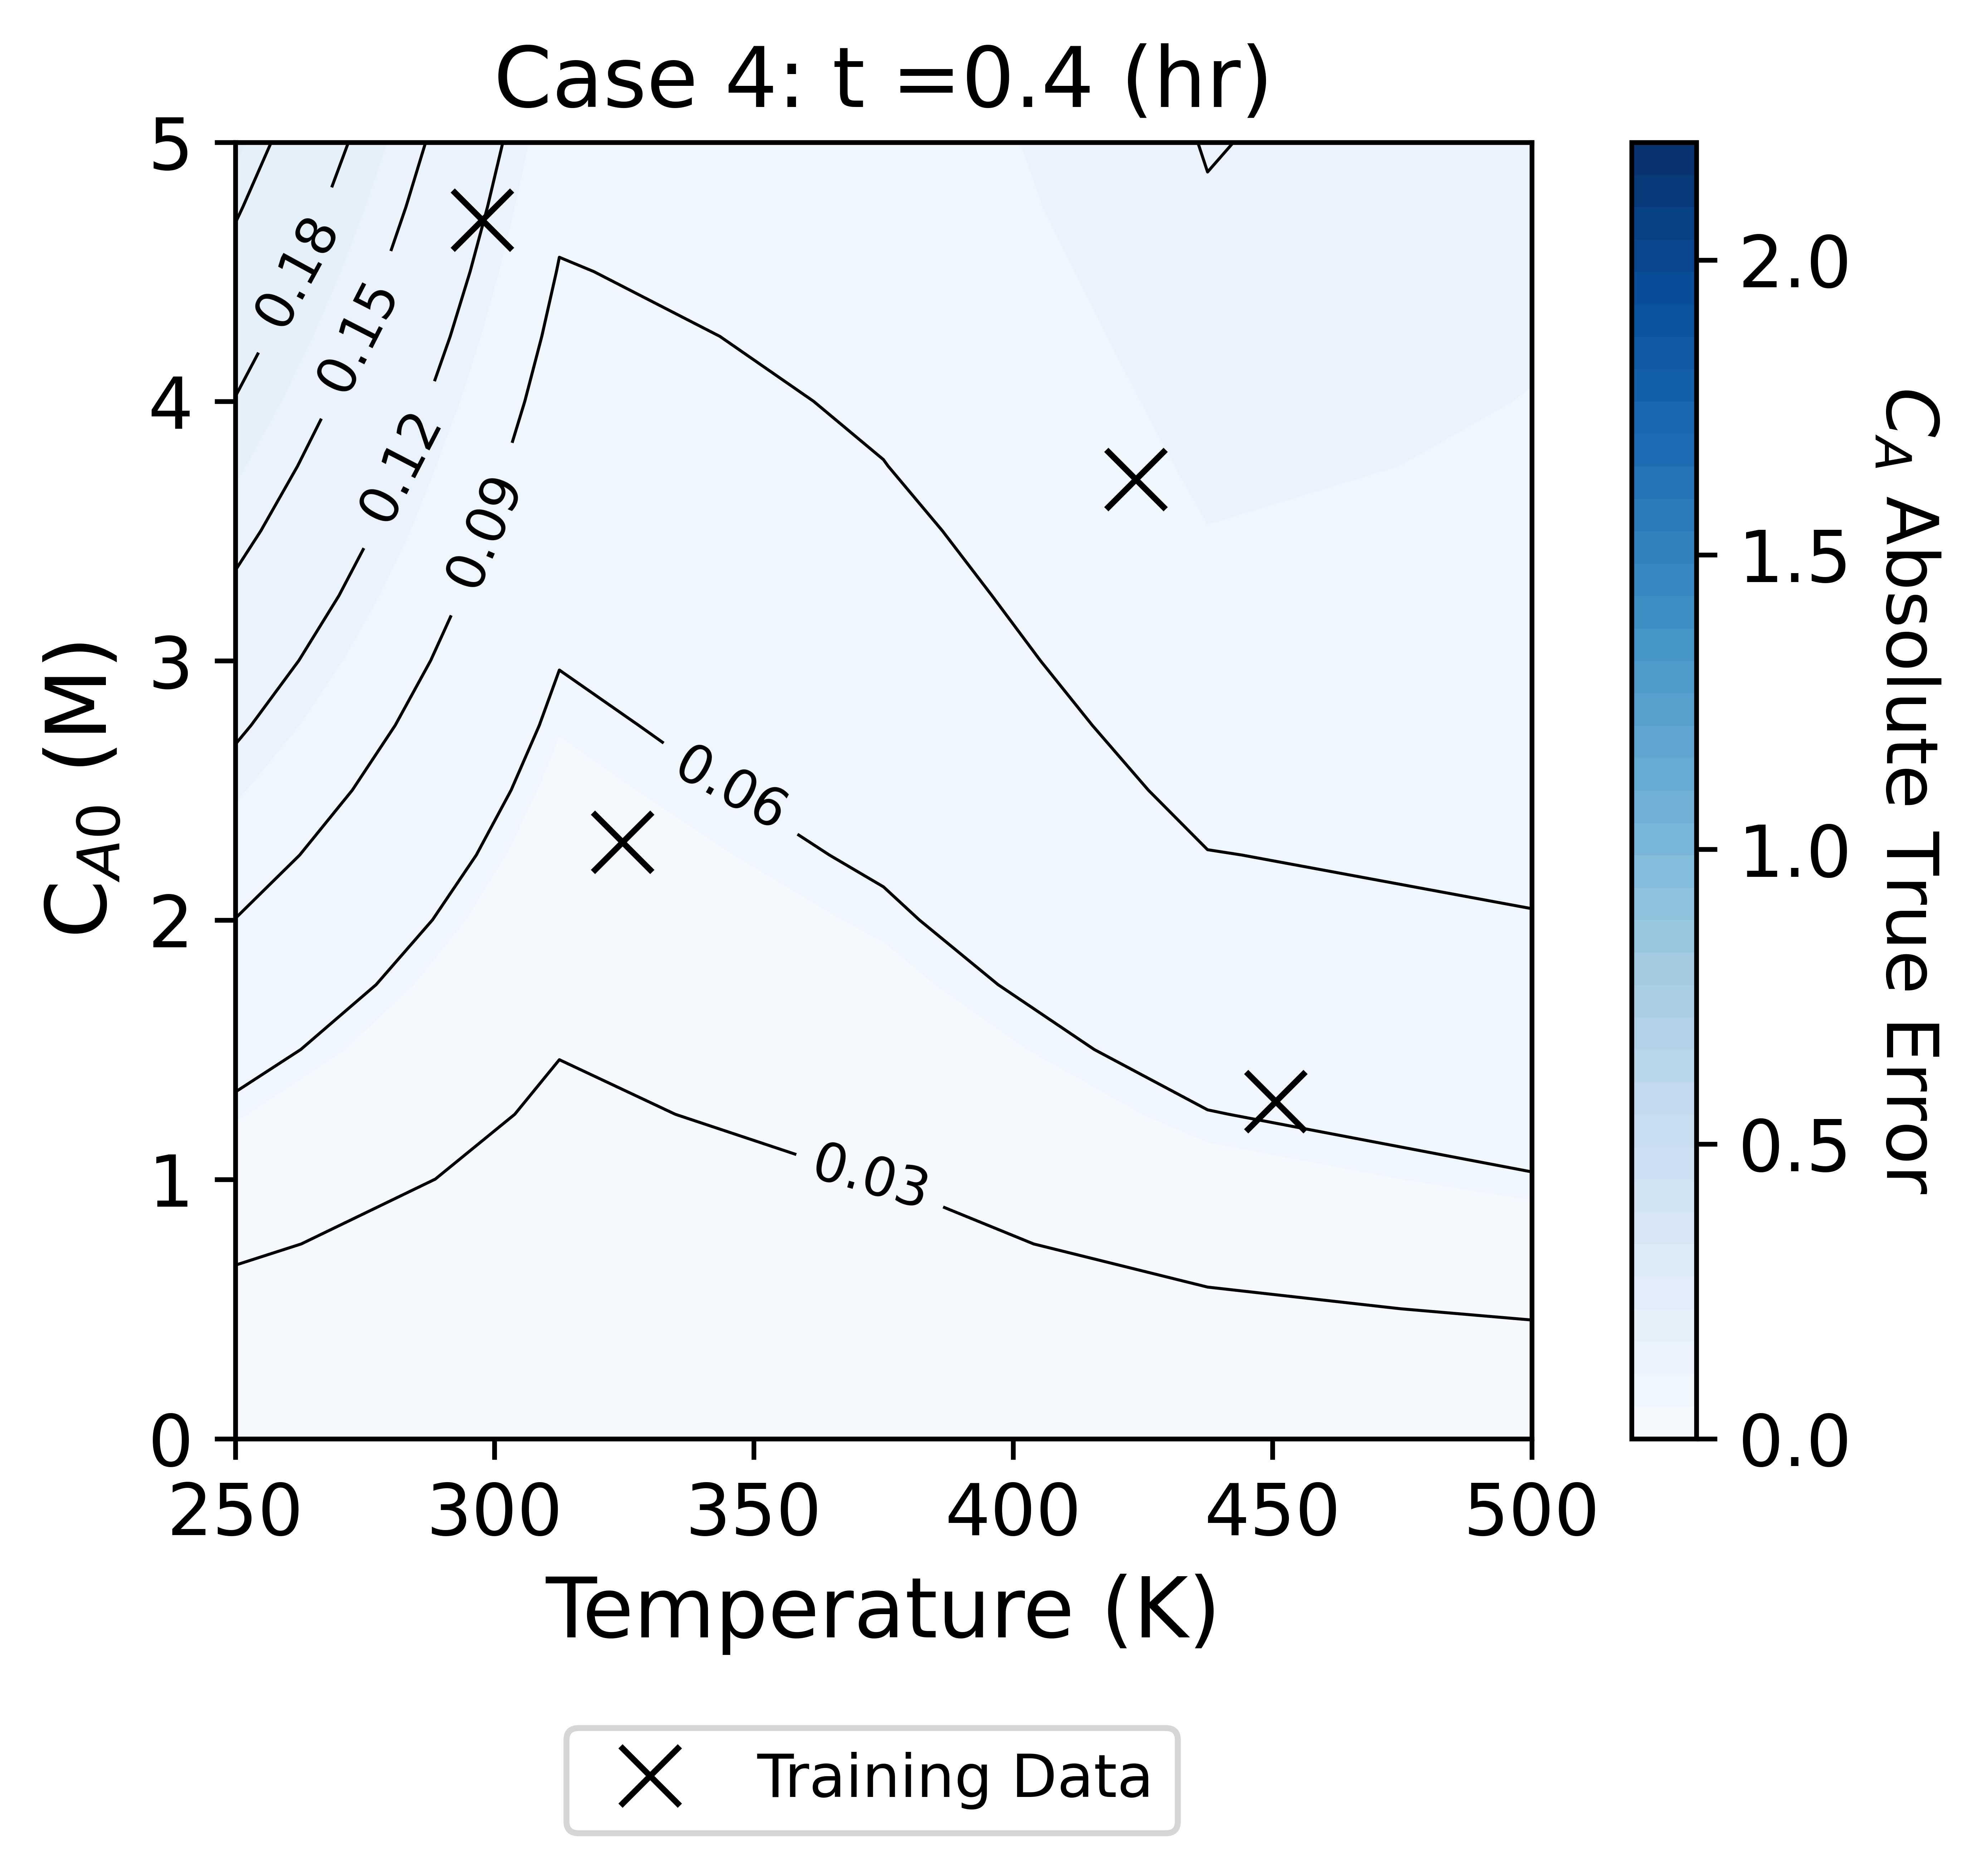 Case 4: t =0.4 (hr)
5
4
3
2
1
0
C_{A0} (M)
0.18
0.15
0.12
0.09
0.06
0.03
250 300 350 400 450 500
Temperature (K)
2.0
1.5
1.0
0.5
0.0
C_A Absolute True Error
Training Data